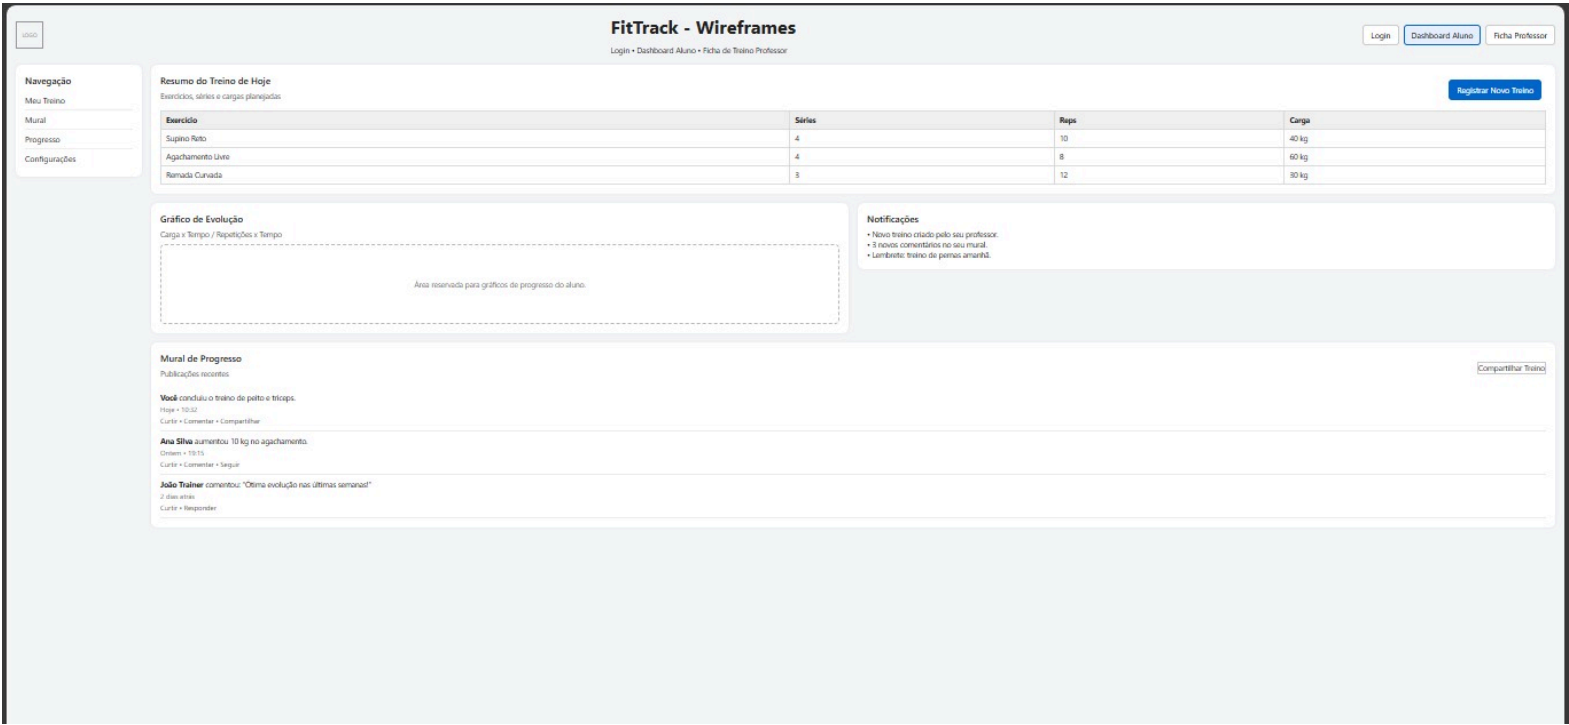 LOGO
FitTrack - Wireframes
Login • Dashboard Aluno • Ficha de Treino Professor
Login
Dashboard Aluno
Ficha Professor
Navegação
Meu Treino
Mural
Progresso
Configurações
Resumo do Treino de Hoje
Exercícios, séries e cargas planejadas
Registrar Novo Treino
Exercício Séries Reps Carga
Supino Reto 4 10 40 kg
Agachamento Livre 4 8 60 kg
Remada Curvada 3 12 30 kg
Gráfico de Evolução
Carga x Tempo / Repetições x Tempo
Área reservada para gráficos de progresso do aluno.
Notificações
• Novo treino criado pelo seu professor.
• 3 novos comentários no seu mural.
• Lembrete: treino de pernas amanhã.
Mural de Progresso
Publicações recentes
Compartilhar Treino
Você concluiu o treino de peito e tríceps.
Hoje • 10:32
Curtir • Comentar • Compartilhar
Ana Silva aumentou 10 kg no agachamento.
Ontem • 19:15
Curtir • Comentar • Seguir
João Trainer comentou: "Ótima evolução nas últimas semanas!"
2 dias atrás
Curtir • Responder